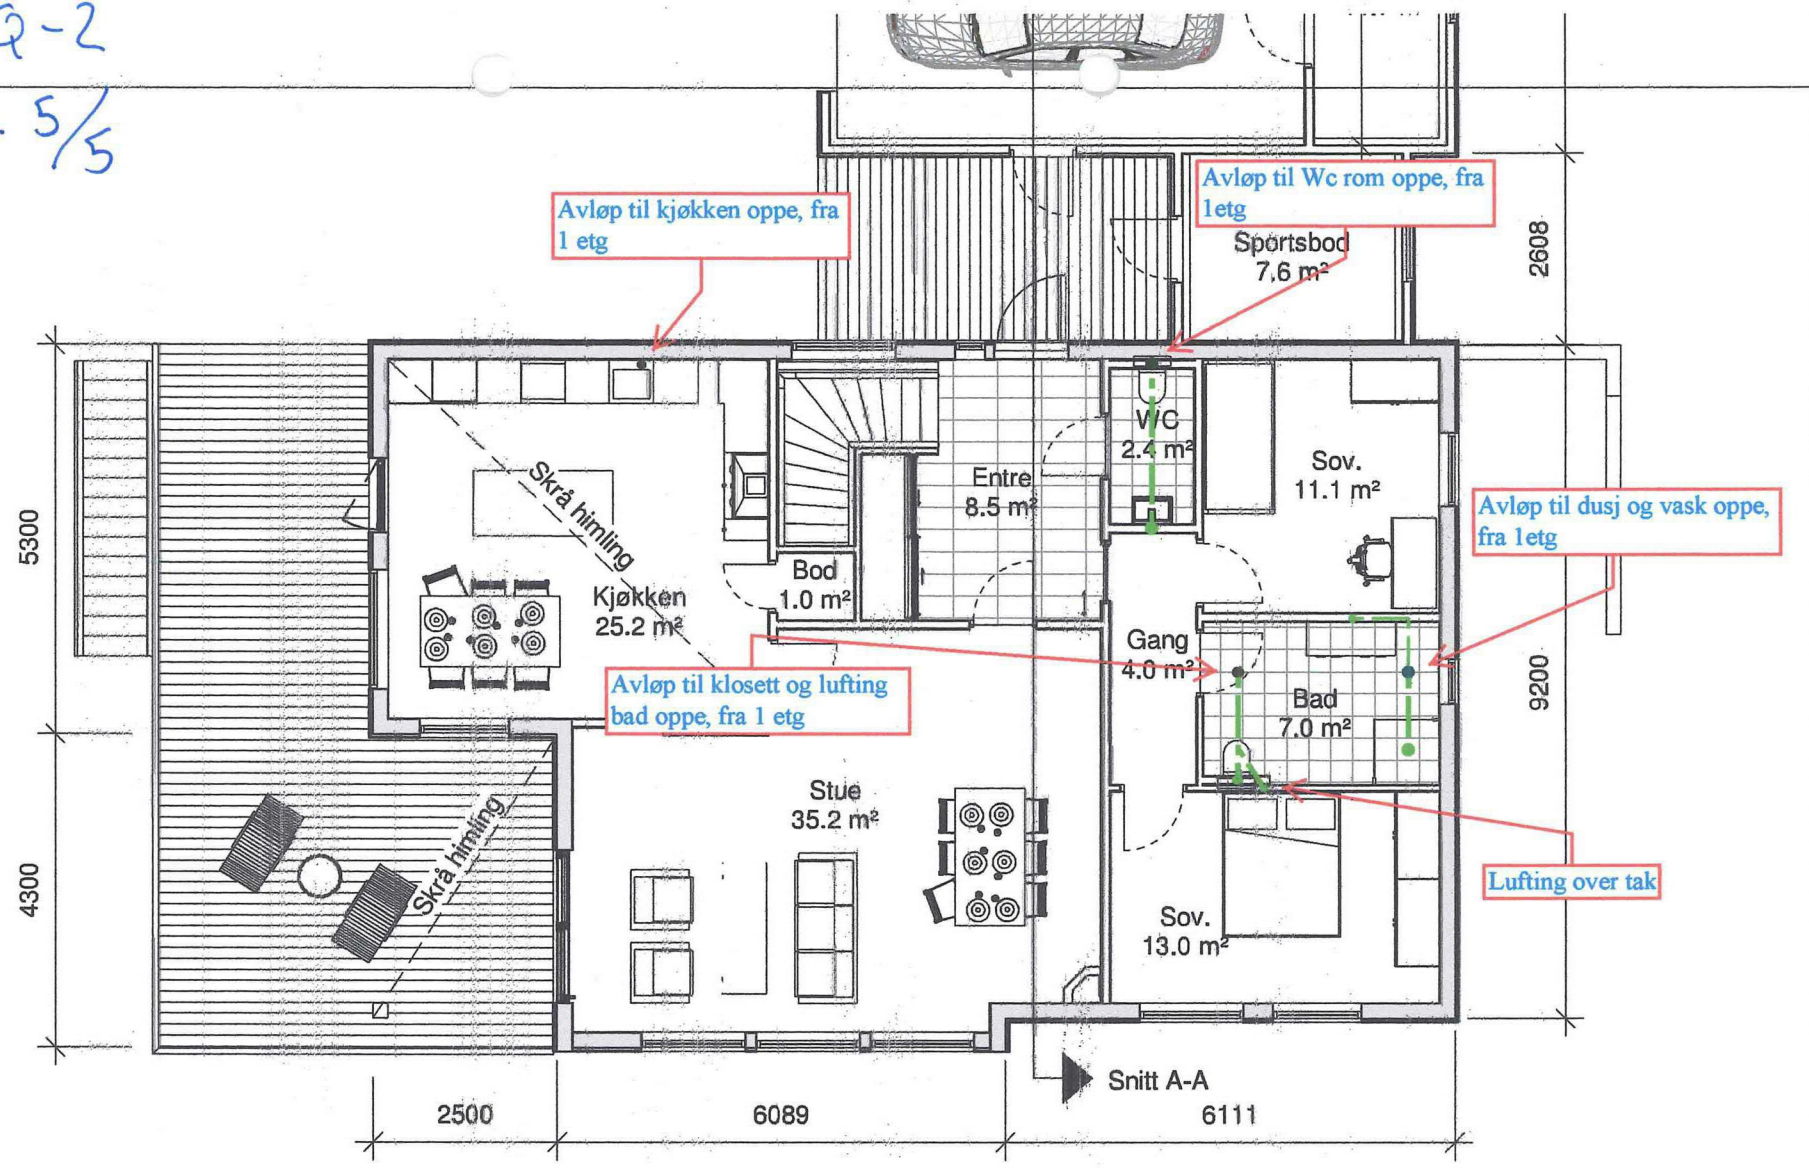 Q-2
5/5
Avløp til kjøkken oppe, fra
1 etg
Avløp til Wc rom oppe, fra
1etg
Sportsbod
7,6 m²
2608
WC
2.4 m²
Sov.
11.1 m²
Entre
8.5 m²
Skrå himling
Avløp til dusj og vask oppe,
fra 1etg
5300
Bod
1.0 m²
Kjøkken
25.2 m²
Gang
4.0 m²
9200
Avløp til klosett og lufting
bad oppe, fra 1 etg
Bad
7.0 m²
Stue
35.2 m²
Skrå himling
4300
Lufting over tak
Sov.
13.0 m²
Snitt A-A
2500
6089
6111